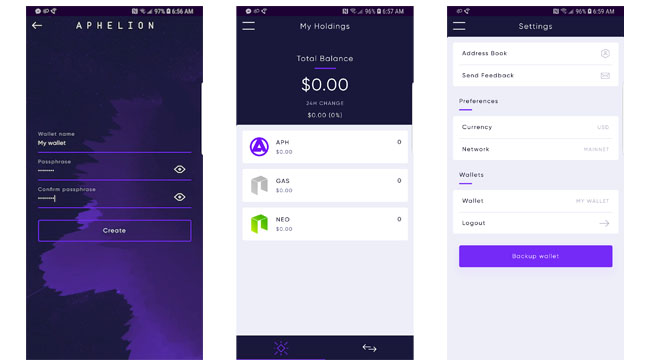 97% 6:56 AM
APHELION
Wallet name
My wallet
Passphrase
Confirm passphrase
Create
96% 6:57 AM
My Holdings
Total Balance
$0.00
24H CHANGE
$0.00 (0%)
APH 0
$0.00
GAS 0
$0.00
NEO 0
$0.00
96% 6:59 AM
Settings
Address Book
Send Feedback
Preferences
Currency USD
Network MAINNET
Wallets
Wallet MY WALLET
Logout
Backup wallet